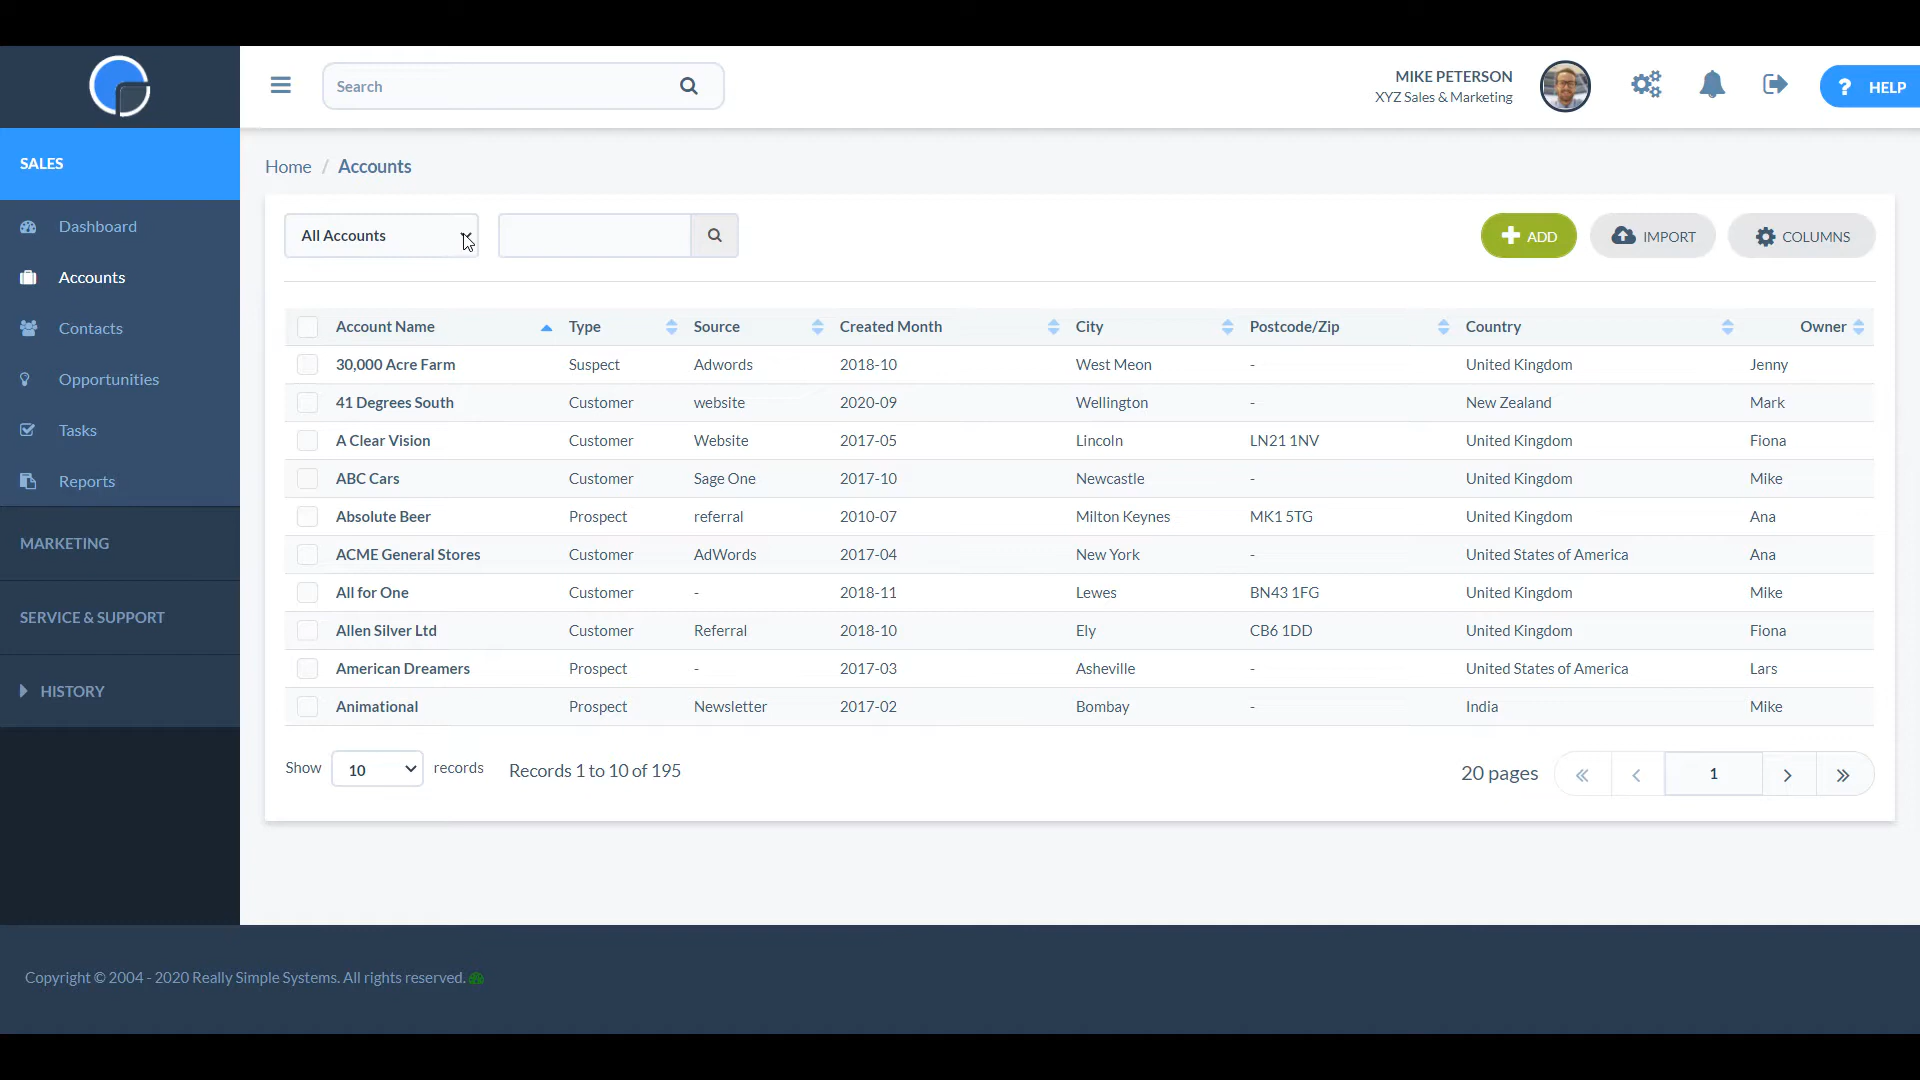 Search
MIKE PETERSON
XYZ Sales & Marketing
? HELP
SALES
Home / Accounts
Dashboard
Accounts
Contacts
Opportunities
Tasks
Reports
MARKETING
SERVICE & SUPPORT
HISTORY
All Accounts
ADD
IMPORT
COLUMNS
Account Name Type Source Created Month City Postcode/Zip Country Owner
30,000 Acre Farm Suspect Adwords 2018-10 West Meon - United Kingdom Jenny
41 Degrees South Customer website 2020-09 Wellington - New Zealand Mark
A Clear Vision Customer Website 2017-05 Lincoln LN21 1NV United Kingdom Fiona
ABC Cars Customer Sage One 2017-10 Newcastle - United Kingdom Mike
Absolute Beer Prospect referral 2010-07 Milton Keynes MK1 5TG United Kingdom Ana
ACME General Stores Customer AdWords 2017-04 New York - United States of America Ana
All for One Customer - 2018-11 Lewes BN43 1FG United Kingdom Mike
Allen Silver Ltd Customer Referral 2018-10 Ely CB6 1DD United Kingdom Fiona
American Dreamers Prospect - 2017-03 Asheville - United States of America Lars
Animational Prospect Newsletter 2017-02 Bombay - India Mike
Show 10 records Records 1 to 10 of 195
20 pages « ‹ 1 › »
Copyright © 2004 - 2020 Really Simple Systems. All rights reserved.